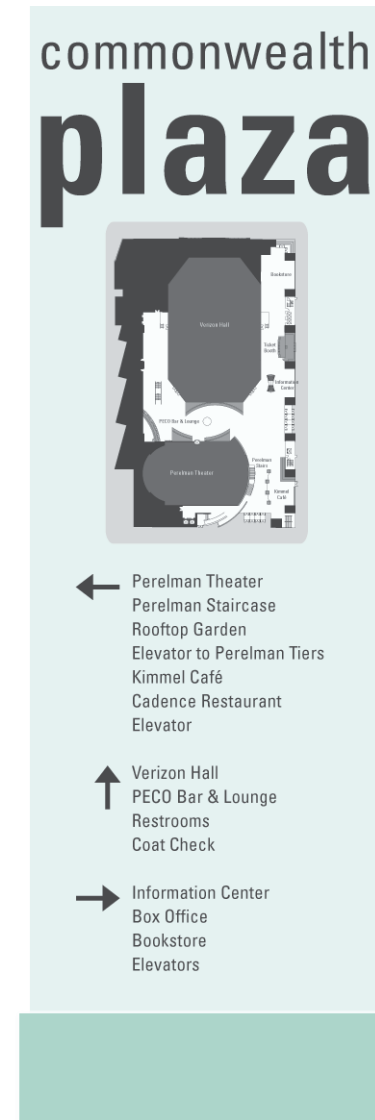 commonwealth
plaza
Bookstore
Verizon Hall
Ticket
Booth
Information
Center
PECO Bar & Lounge
Perelman
Stairs
Perelman Theater
Kimmel
Café
Perelman Theater
Perelman Staircase
Rooftop Garden
Elevator to Perelman Tiers
Kimmel Café
Cadence Restaurant
Elevator
Verizon Hall
PECO Bar & Lounge
Restrooms
Coat Check
Information Center
Box Office
Bookstore
Elevators